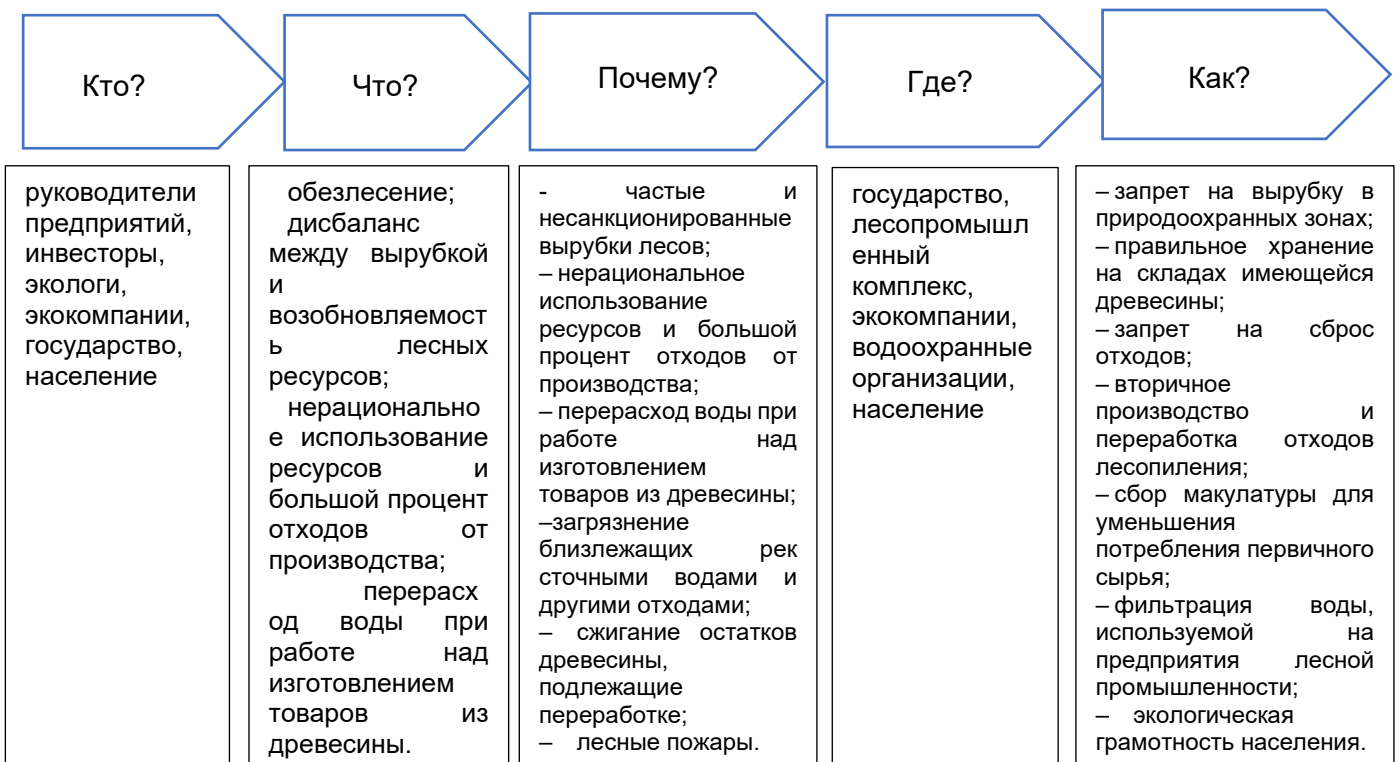 Кто?
Что?
Почему?
Где?
Как?
руководители
предприятий,
инвесторы,
экологи,
экокомпании,
государство,
население
обезлесение;
дисбаланс
между вырубкой
и
возобновляемост
ь лесных
ресурсов;
нерационально
е использование
ресурсов и
большой процент
отходов от
производства;
перерасх
од воды при
работе над
изготовлением
товаров из
древесины.
- частые и
несанкционированные
вырубки лесов;
– нерациональное
использование
ресурсов и большой
процент отходов от
производства;
– перерасход воды при
работе над
изготовлением
товаров из древесины;
–загрязнение
близлежащих рек
сточными водами и
другими отходами;
– сжигание остатков
древесины,
подлежащие
переработке;
– лесные пожары.
государство,
лесопромышл
енный
комплекс,
экокомпании,
водоохранные
организации,
население
– запрет на вырубку в
природоохранных зонах;
– правильное хранение
на складах имеющейся
древесины;
– запрет на сброс
отходов;
– вторичное
производство и
переработка отходов
лесопиления;
– сбор макулатуры для
уменьшения
потребления первичного
сырья;
– фильтрация воды,
используемой на
предприятия лесной
промышленности;
– экологическая
грамотность населения.